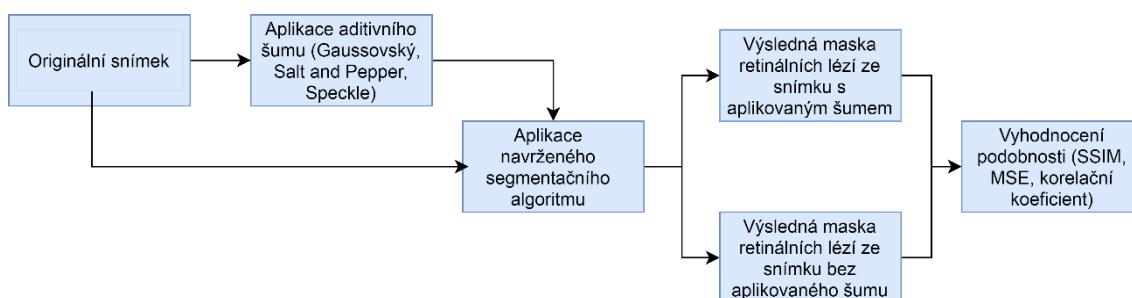 Originální snímek
Aplikace aditivního
šumu (Gaussovský,
Salt and Pepper,
Speckle)
Aplikace
navrženého
segmentačního
algoritmu
Výsledná maska
retinálních lézí ze
snímku s
aplikovaným šumem
Výsledná maska
retinálních lézí ze
snímku bez
aplikovaného šumu
Vyhodnocení
podobnosti (SSIM,
MSE, korelační
koeficient)